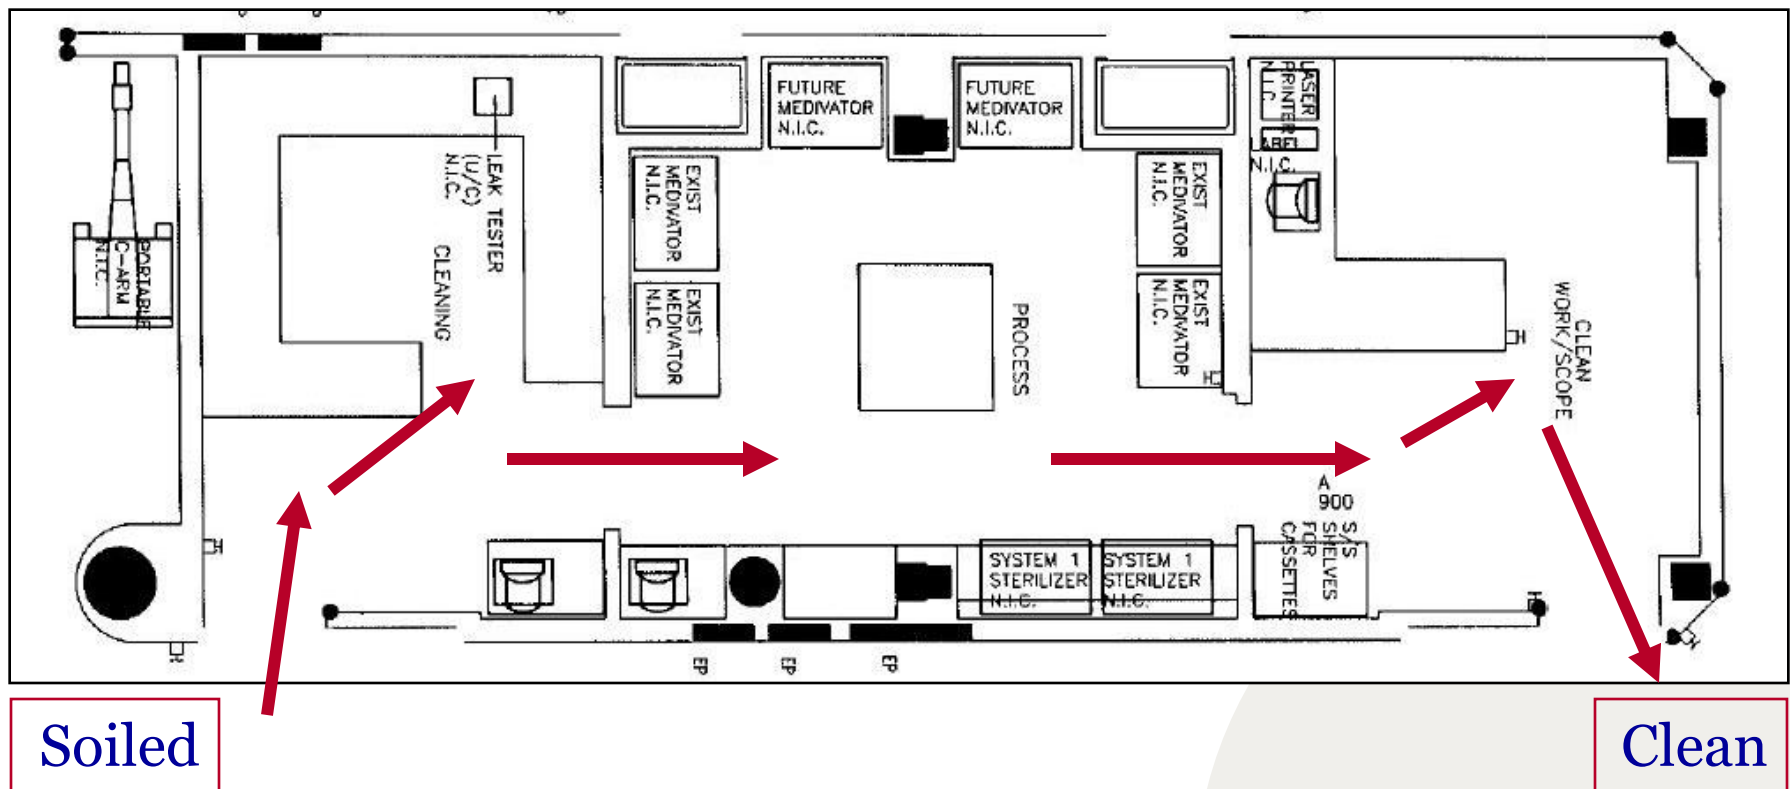 PORTABLE
C-ARM
N.I.C.
LEAK TESTER
(U/C)
N.I.C.
CLEANING
EXIST
MEDIVATOR
N.I.C.
EXIST
MEDIVATOR
N.I.C.
FUTURE
MEDIVATOR
N.I.C.
FUTURE
MEDIVATOR
N.I.C.
PROCESS
EXIST
MEDIVATOR
N.I.C.
EXIST
MEDIVATOR
N.I.C.
LASER
PRINTER
N.I.C.
N.I.C.
CLEAN
WORK/SCOPE
A
900
S/S
SHELVES
FOR
CASSETTES
SYSTEM 1
STERILIZER
N.I.C.
SYSTEM 1
STERILIZER
N.I.C.
EP
EP
EP
Soiled
Clean